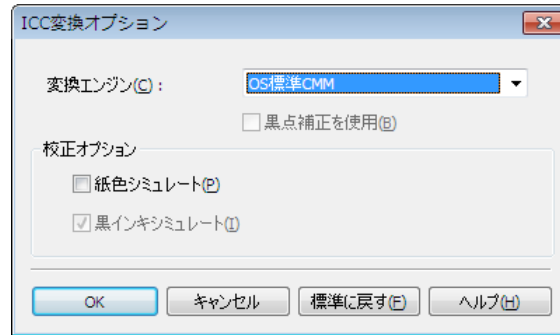 ICC変換オプション
変換エンジン(C)： OS標準CMM
黒点補正を使用(B)
校正オプション
紙色シミュレート(P)
黒インキシミュレート(I)
OK キャンセル 標準に戻す(F) ヘルプ(H)